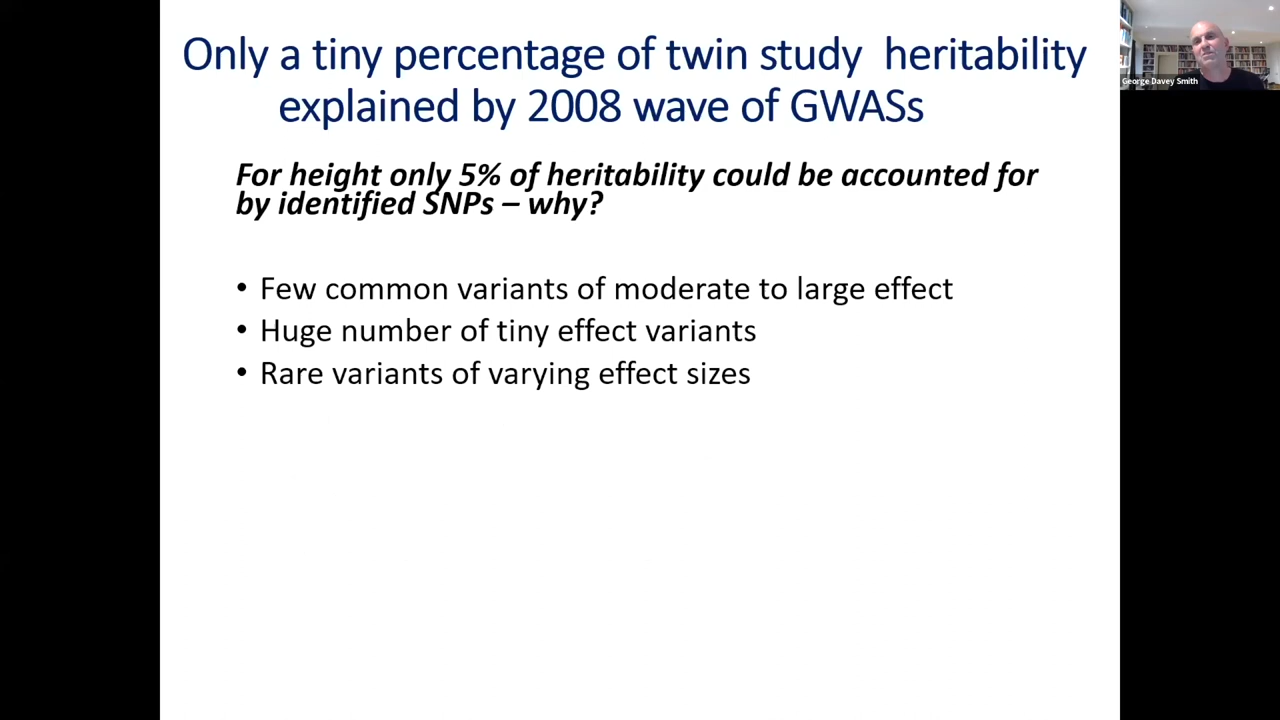 Only a tiny percentage of twin study heritability
explained by 2008 wave of GWASs
For height only 5% of heritability could be accounted for
by identified SNPs – why?
• Few common variants of moderate to large effect
• Huge number of tiny effect variants
• Rare variants of varying effect sizes
George Davey Smith